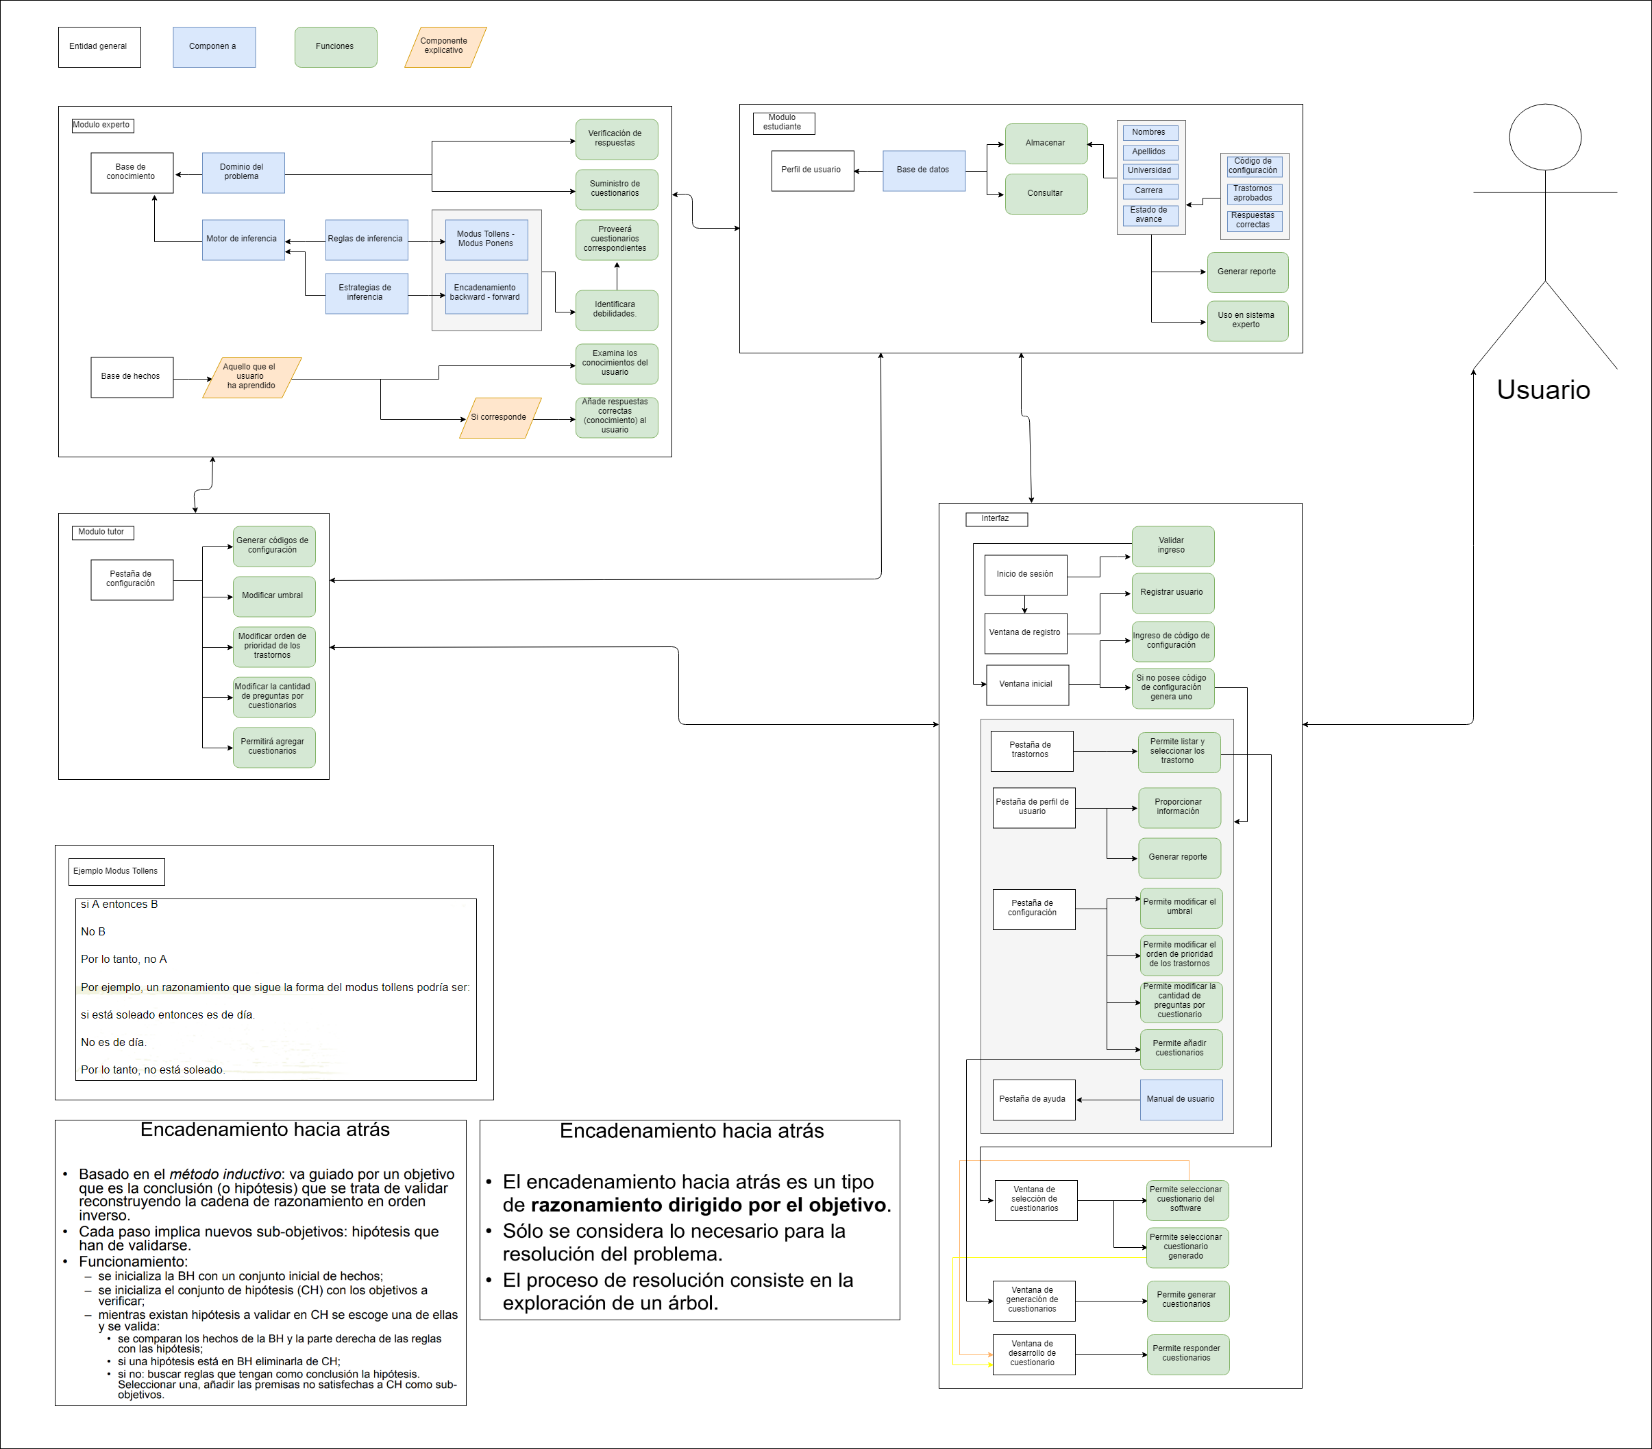 Entidad general
Componen a
Funciones
Componente
explicativo
Modulo experto
Base de
conocimiento
Dominio del
problema
Verificación de
respuestas
Suministro de
cuestionarios
Motor de inferencia
Reglas de inferencia
Modus Tollens -
Modus Ponens
Proveerá
cuestionarios
correspondientes
Estrategias de
inferencia
Encadenamiento
backward - forward
Identificara
debilidades.
Base de hechos
Aquello que el
usuario
ha aprendido
Examina los
conocimientos del
usuario
Si corresponde
Añade respuestas
correctas
(conocimiento) al
usuario
Modulo
estudiante
Perfil de usuario
Base de datos
Almacenar
Consultar
Nombres
Apellidos
Universidad
Carrera
Estado de
avance
Código de
configuración
Trastornos
aprobados
Respuestas
correctas
Generar reporte
Uso en sistema
experto
Usuario
Modulo tutor
Pestaña de
configuración
Generar códigos de
configuración
Modificar umbral
Modificar orden de
prioridad de los
trastornos
Modificar la cantidad
de preguntas por
cuestionarios
Permitirá agregar
cuestionarios
Interfaz
Inicio de sesión
Validar
ingreso
Registrar usuario
Ventana de registro
Ingreso de código de
configuración
Ventana inicial
Si no posee código
de configuración
genera uno
Pestaña de
trastornos
Permite listar y
seleccionar los
trastorno
Pestaña de perfil de
usuario
Proporcionar
información
Generar reporte
Pestaña de
configuración
Permite modificar el
umbral
Permite modificar el
orden de prioridad
de los trastornos
Permite modificar la
cantidad de
preguntas por
cuestionario
Permite añadir
cuestionarios
Pestaña de ayuda
Manual de usuario
Ventana de
selección de
cuestionarios
Permite seleccionar
cuestionario del
software
Permite seleccionar
cuestionario
generado
Ventana de
generación de
cuestionarios
Permite generar
cuestionarios
Ventana de
desarrollo de
cuestionario
Permite responder
cuestionarios
Ejemplo Modus Tollens
si A entonces B
No B
Por lo tanto, no A
Por ejemplo, un razonamiento que sigue la forma del modus tollens podría ser:
si está soleado entonces es de día.
No es de día.
Por lo tanto, no está soleado.
Encadenamiento hacia atrás
• Basado en el método inductivo: va guiado por un objetivo
que es la conclusión (o hipótesis) que se trata de validar
reconstruyendo la cadena de razonamiento en orden
inverso.
• Cada paso implica nuevos sub-objetivos: hipótesis que
han de validarse.
• Funcionamiento:
– se inicializa la BH con un conjunto inicial de hechos;
– se inicializa el conjunto de hipótesis (CH) con los objetivos a
verificar;
– mientras existan hipótesis a validar en CH se escoge una de ellas
y se valida:
• se comparan los hechos de la BH y la parte derecha de las reglas
con las hipótesis;
• si una hipótesis está en BH eliminarla de CH;
• si no: buscar reglas que tengan como conclusión la hipótesis.
Seleccionar una, añadir las premisas no satisfechas a CH como sub-
objetivos.
Encadenamiento hacia atrás
• El encadenamiento hacia atrás es un tipo
de razonamiento dirigido por el objetivo.
• Sólo se considera lo necesario para la
resolución del problema.
• El proceso de resolución consiste en la
exploración de un árbol.